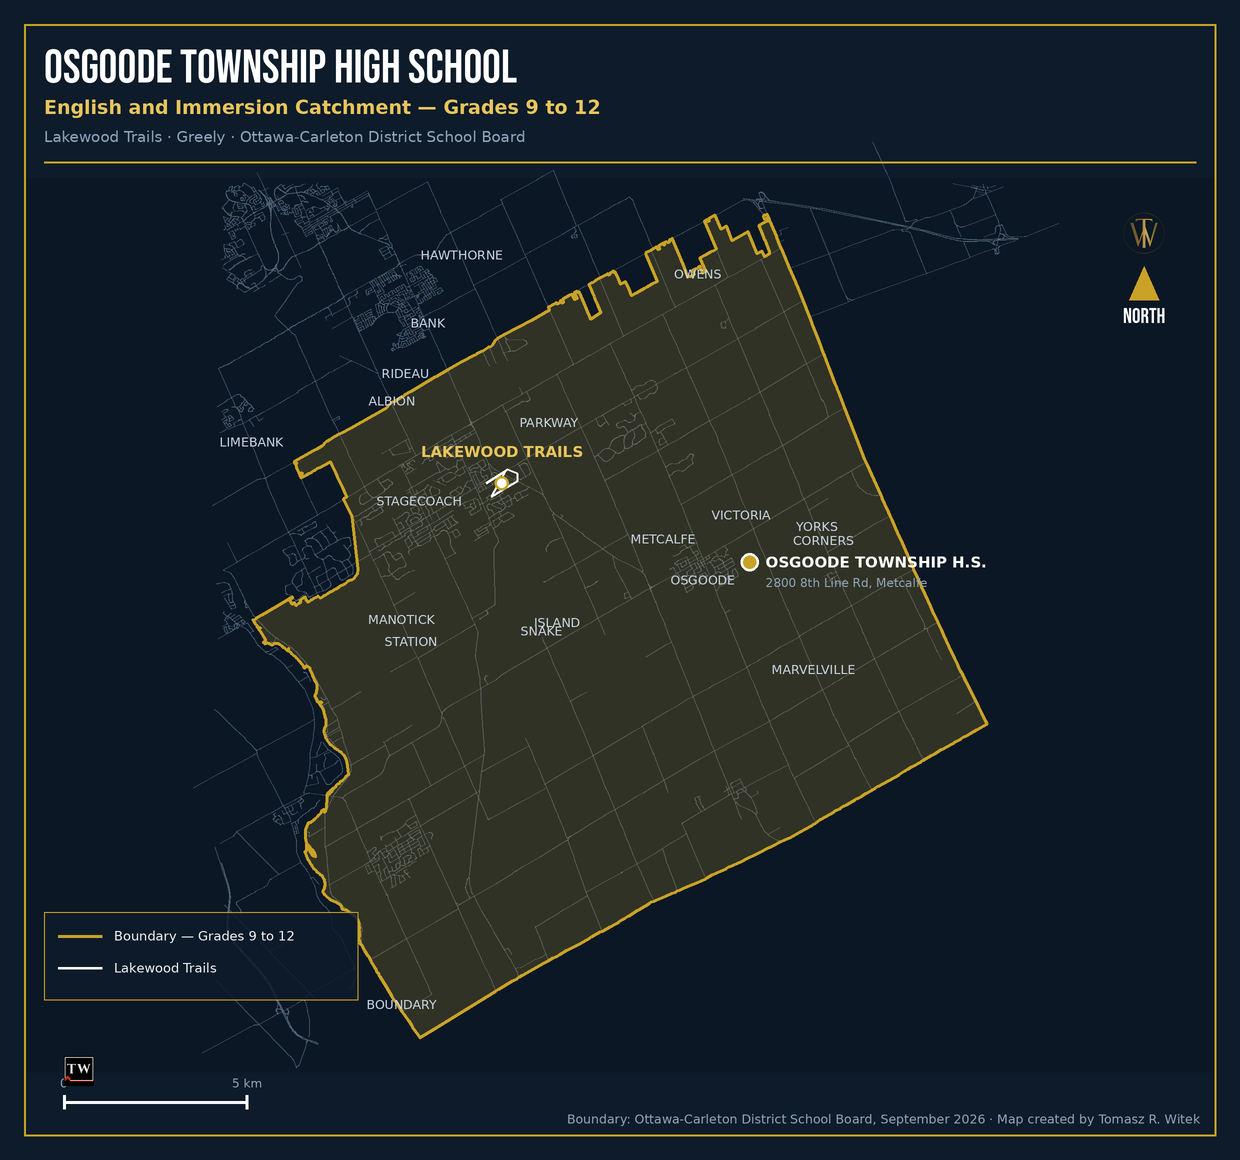 OSGOODE TOWNSHIP HIGH SCHOOL
English and Immersion Catchment — Grades 9 to 12
Lakewood Trails · Greely · Ottawa-Carleton District School Board
HAWTHORNE
OWENS
BANK
NORTH
RIDEAU
ALBION
LIMEBANK
PARKWAY
LAKEWOOD TRAILS
STAGECOACH
VICTORIA
YORKS
CORNERS
METCALFE
OSGOODE TOWNSHIP H.S.
2800 8th Line Rd, Metcalfe
OSGOODE
MANOTICK
STATION
ISLAND
SNAKE
MARVELVILLE
Boundary — Grades 9 to 12
Lakewood Trails
BOUNDARY
TW
0
5 km
Boundary: Ottawa-Carleton District School Board, September 2026 · Map created by Tomasz R. Witek